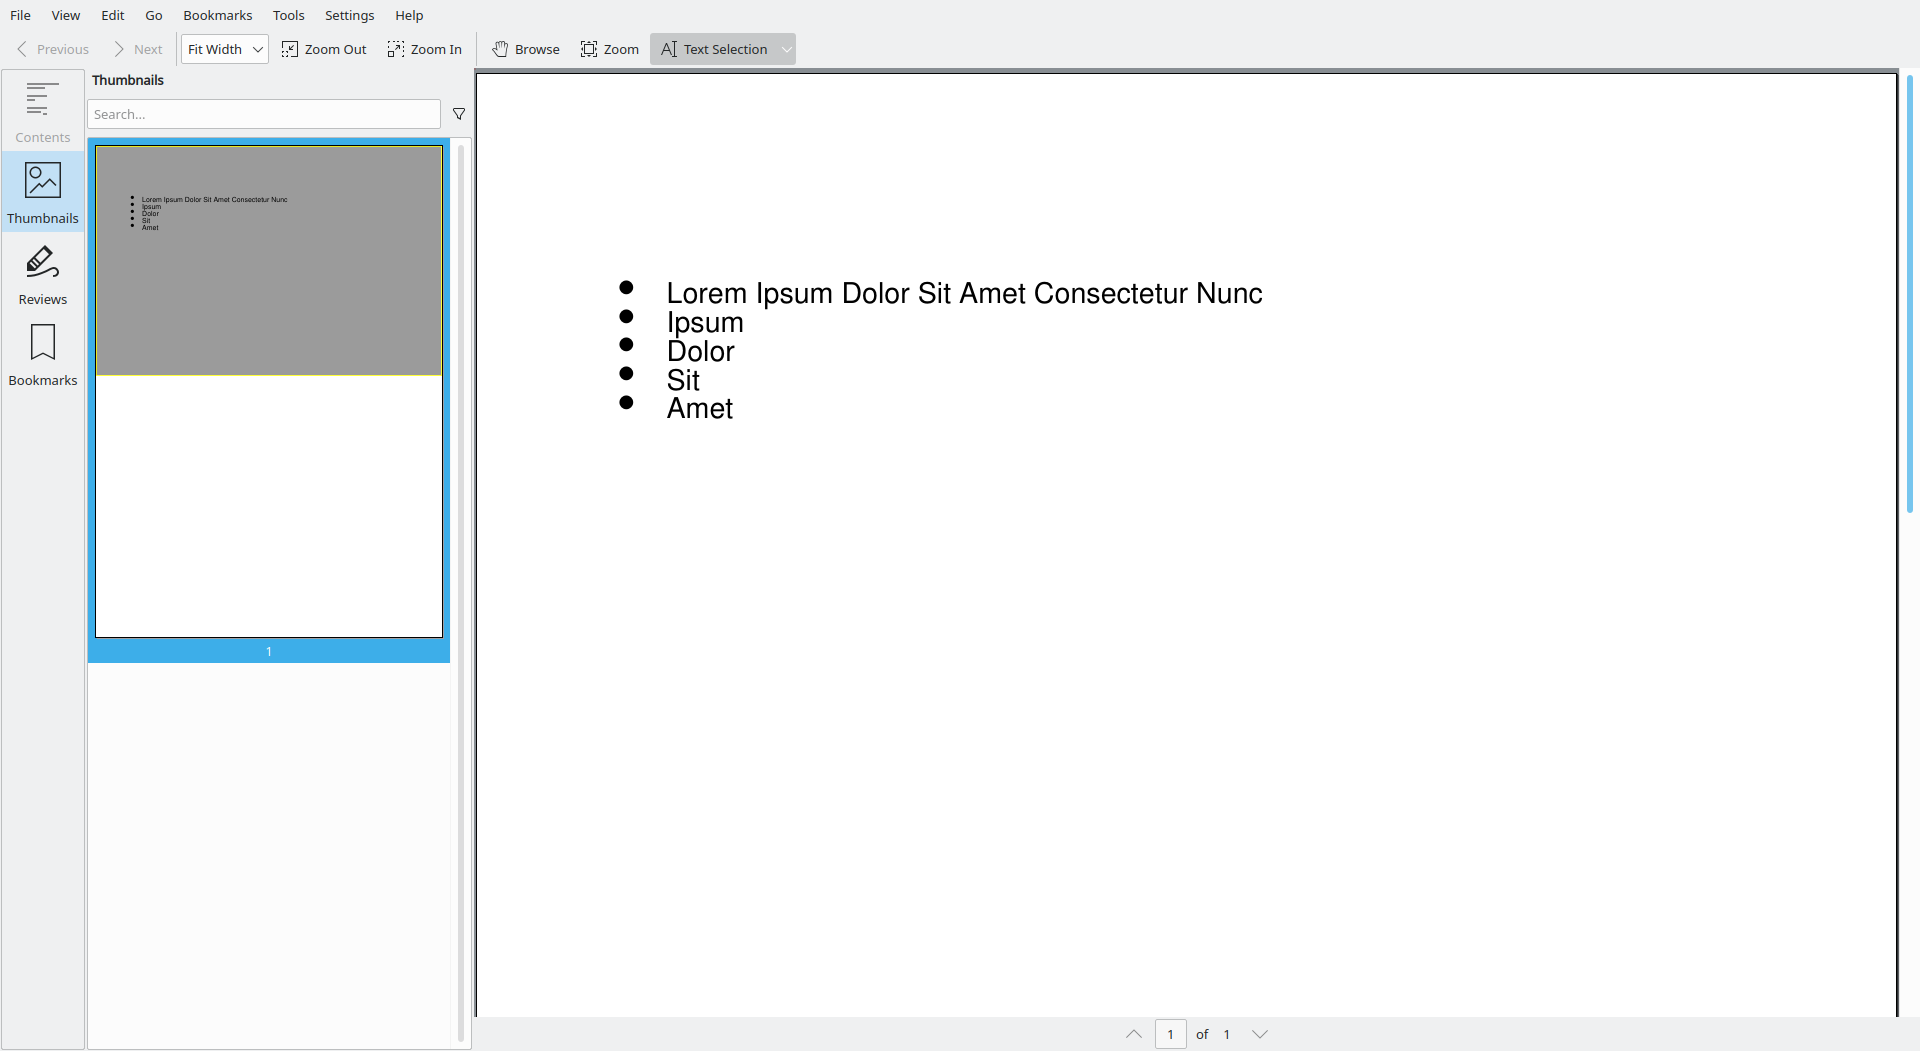 File View Edit Go Bookmarks Tools Settings Help
Previous Next Fit Width Zoom Out Zoom In Browse Zoom Text Selection
Contents
Thumbnails
Reviews
Bookmarks
Thumbnails
Search...
• Lorem Ipsum Dolor Sit Amet Consectetur Nunc
• Ipsum
• Dolor
• Sit
• Amet
1
• Lorem Ipsum Dolor Sit Amet Consectetur Nunc
• Ipsum
• Dolor
• Sit
• Amet
1 of 1